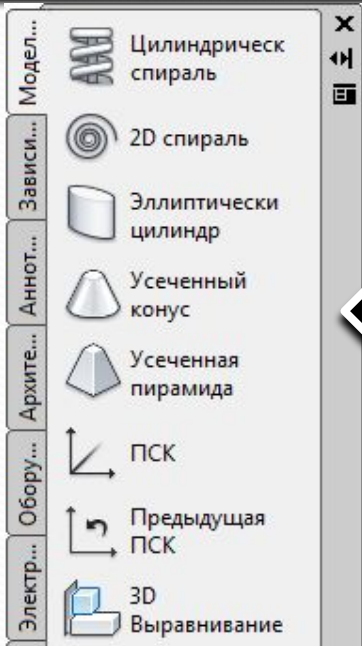 Модел...
Зависи...
Аннот...
Архите...
Обору...
Электр...
Цилиндрическ
спираль
2D спираль
Эллиптически
цилиндр
Усеченный
конус
Усеченная
пирамида
ПСК
Предыдущая
ПСК
3D
Выравнивание